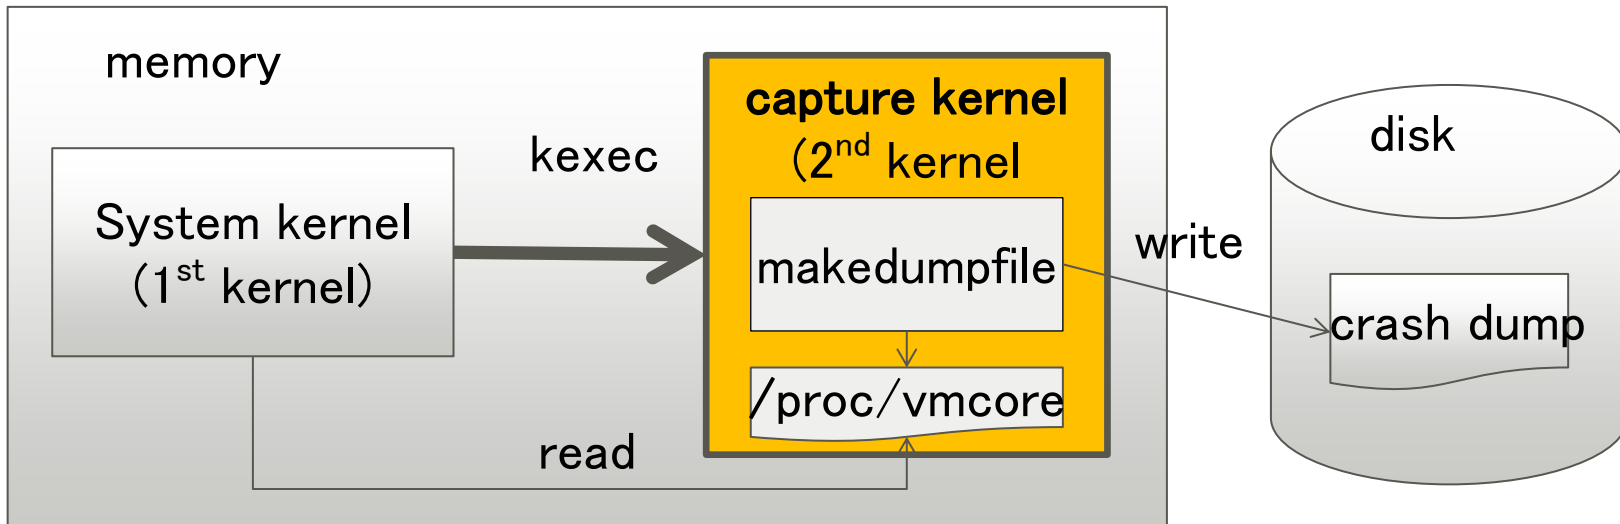 memory
System kernel
(1st kernel)
kexec
capture kernel
(2nd kernel
makedumpfile
/proc/vmcore
read
write
disk
crash dump